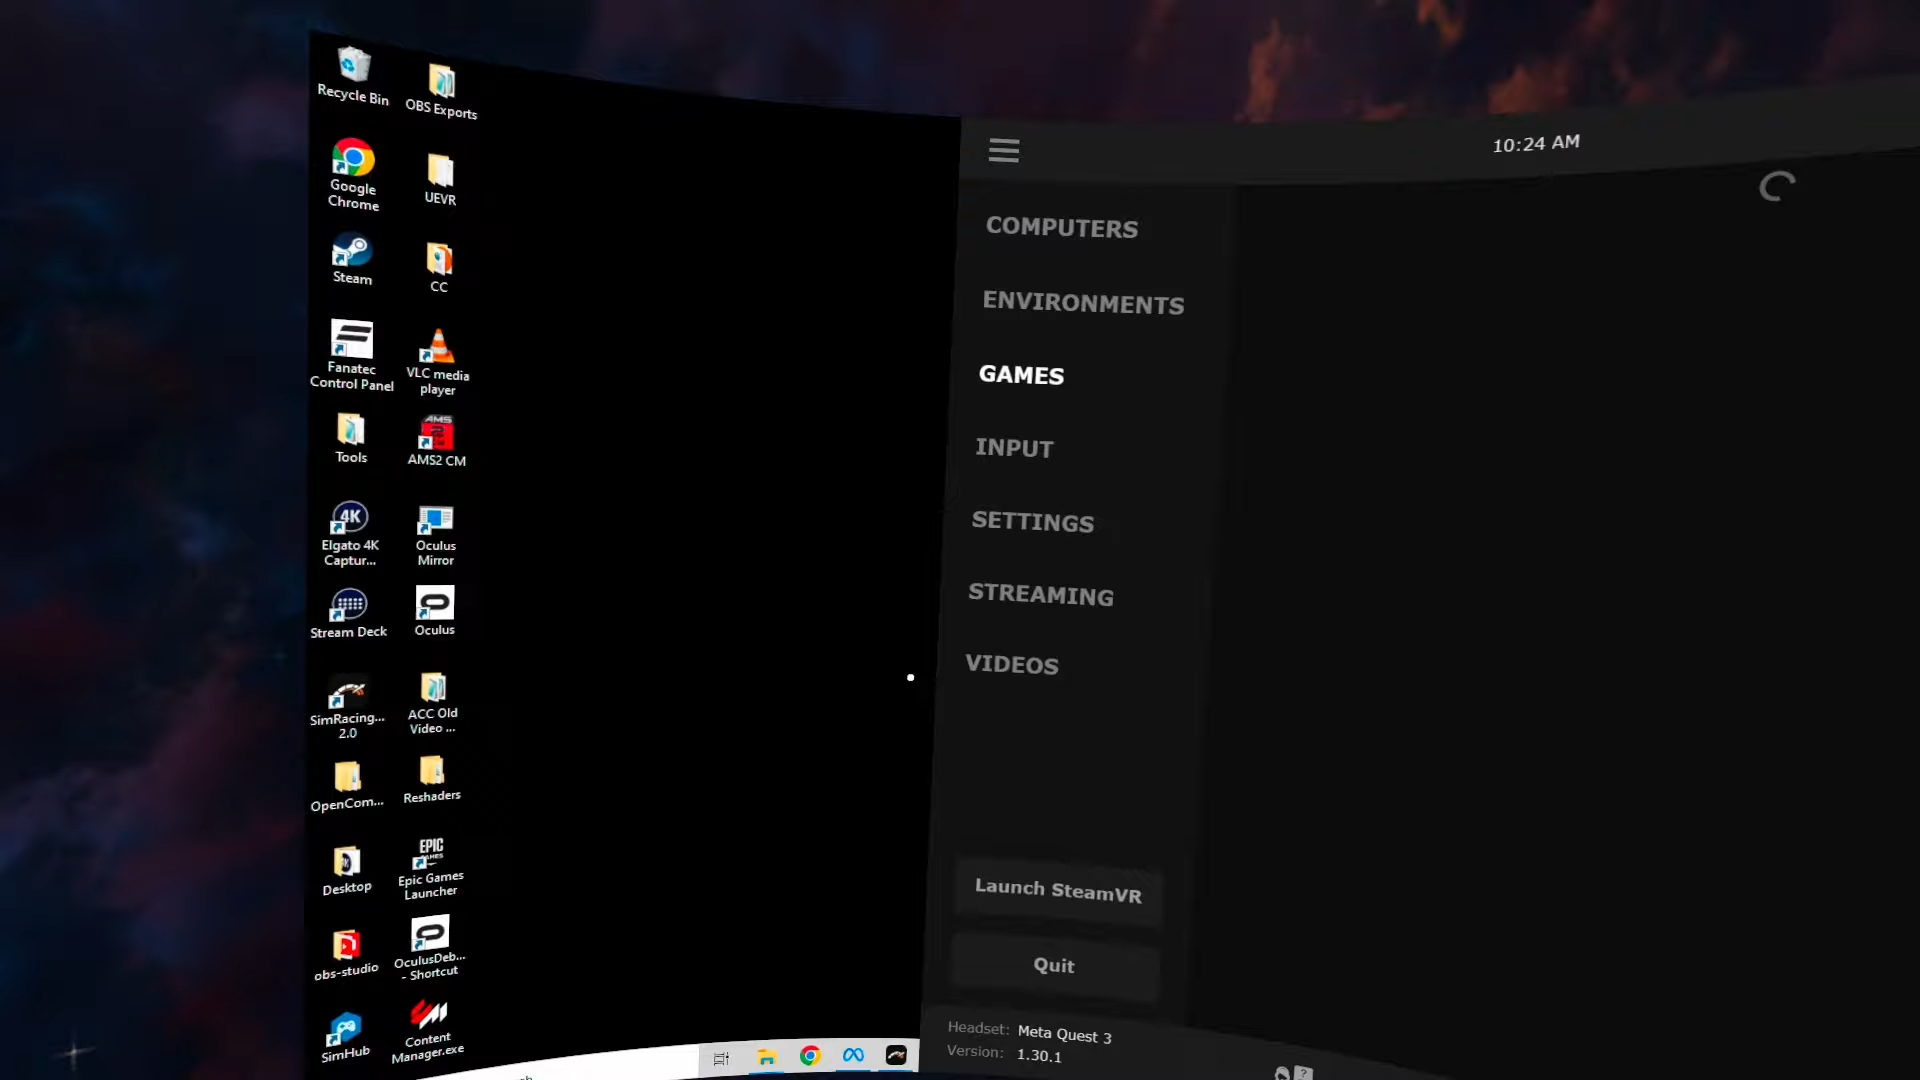 Recycle Bin
OBS Exports
Google
Chrome
UEVR
Steam
CC
Fanatec
Control Panel
VLC media
player
Tools
AMS2 CM
4K
Elgato 4K
Captur...
Oculus
Mirror
Stream Deck
Oculus
SimRacing...
2.0
ACC Old
Video ...
OpenCom...
Reshaders
Desktop
EPIC
GAMES
Epic Games
Launcher
obs-studio
OculusDeb...
- Shortcut
SimHub
Content
Manager.exe
10:24 AM
COMPUTERS
ENVIRONMENTS
GAMES
INPUT
SETTINGS
STREAMING
VIDEOS
Launch SteamVR
Quit
Headset: Meta Quest 3
Version: 1.30.1